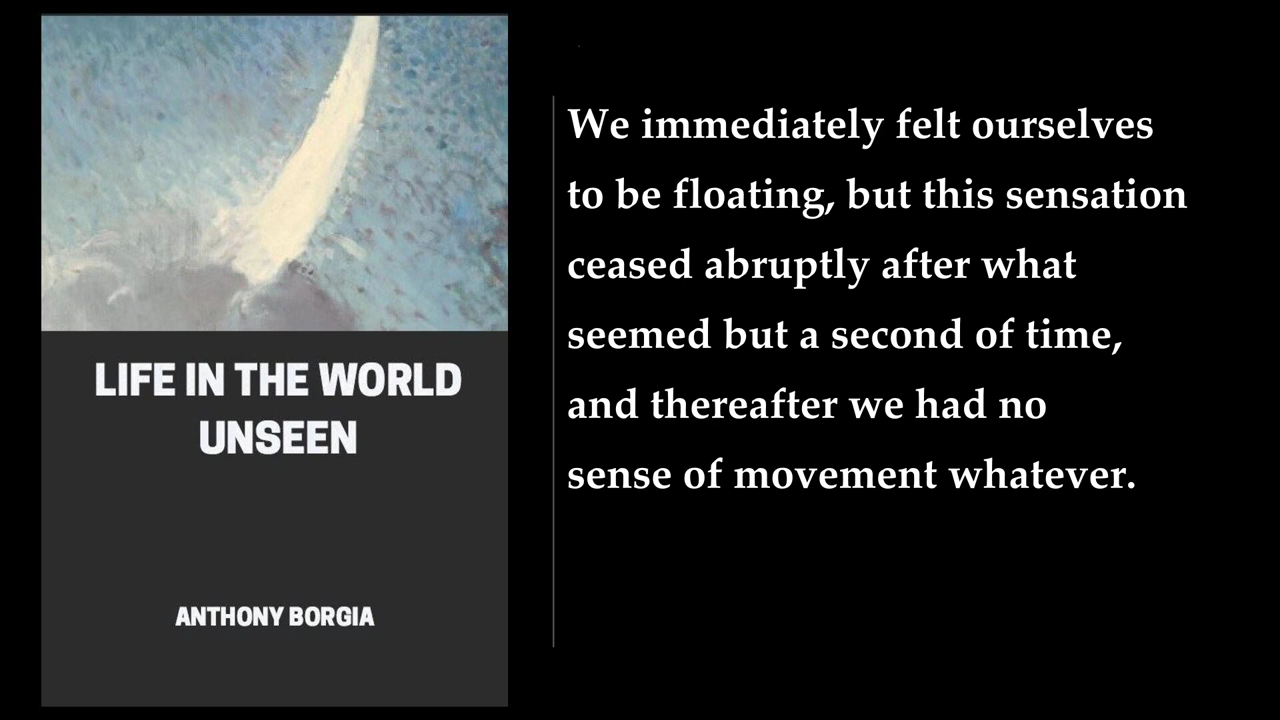 LIFE IN THE WORLD
UNSEEN
ANTHONY BORGIA
We immediately felt ourselves
to be floating, but this sensation
ceased abruptly after what
seemed but a second of time,
and thereafter we had no
sense of movement whatever.